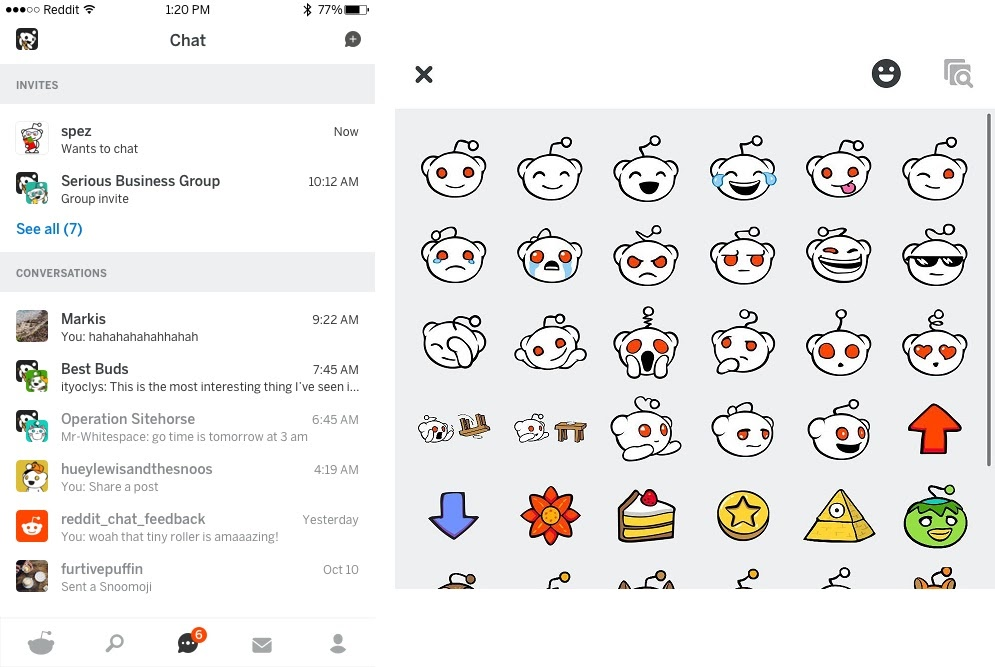 Reddit 1:20 PM 77%
Chat
INVITES
spez Now
Wants to chat
Serious Business Group 10:12 AM
Group invite
See all (7)
CONVERSATIONS
Markis 9:22 AM
You: hahahahahahhahah
Best Buds 7:45 AM
ityoclys: This is the most interesting thing I've seen i...
Operation Sitehorse 6:45 AM
Mr-Whitespace: go time is tomorrow at 3 am
hueylewisandthesnoos 4:19 AM
You: Share a post
reddit_chat_feedback Yesterday
You: woah that tiny roller is amaaazing!
furtivepuffin Oct 10
Sent a Snoomoji
6